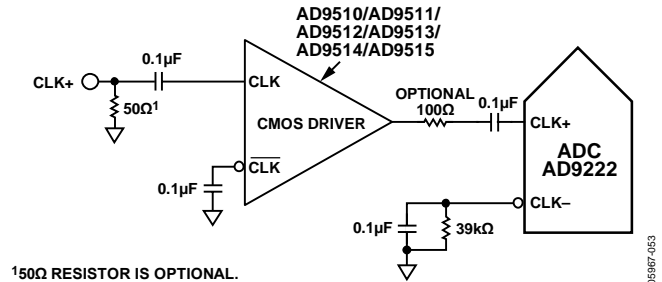 AD9510/AD9511/
AD9512/AD9513/
AD9514/AD9515
CLK+
0.1µF
50Ω¹
CLK
CMOS DRIVER
CLK
0.1µF
OPTIONAL
100Ω
0.1µF
CLK+
ADC
AD9222
CLK–
0.1µF
39kΩ
¹50Ω RESISTOR IS OPTIONAL.
05967-053